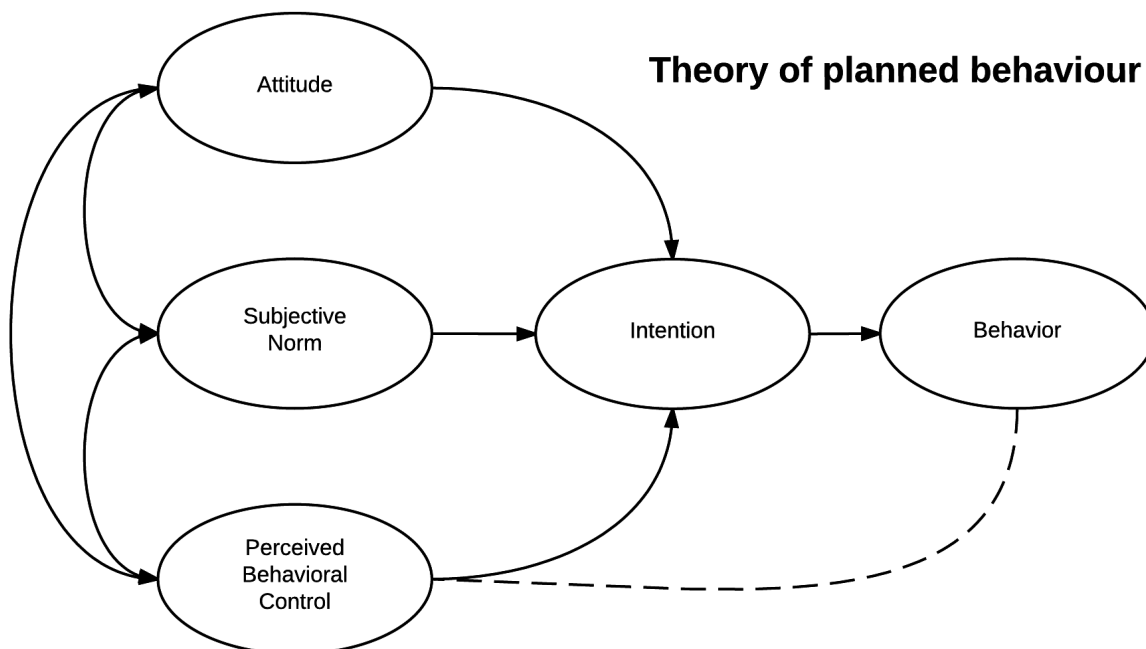 Theory of planned behaviour
Attitude
Subjective
Norm
Intention
Behavior
Perceived
Behavioral
Control